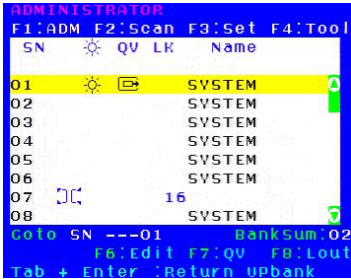 ADMINISTRATOR
F1:ADM F2:Scan F3:Set F4:Tool
SN QV LK Name
01 SYSTEM
02 SYSTEM
03 SYSTEM
04 SYSTEM
05 SYSTEM
06 SYSTEM
07 16
08 SYSTEM
Goto SN ---01 BankSum:02
F6:Edit F7:QV F8:Lout
Tab + Enter :Return UPbank